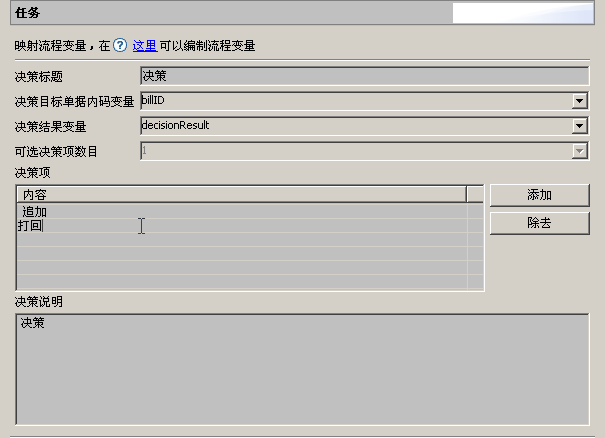 任务
映射流程变量，在 ? 这里 可以编制流程变量
决策标题 决策
决策目标单据内码变量 billID
决策结果变量 decisionResult
可选决策项数目 1
决策项
内容 添加
追加
打回 除去
决策说明
决策